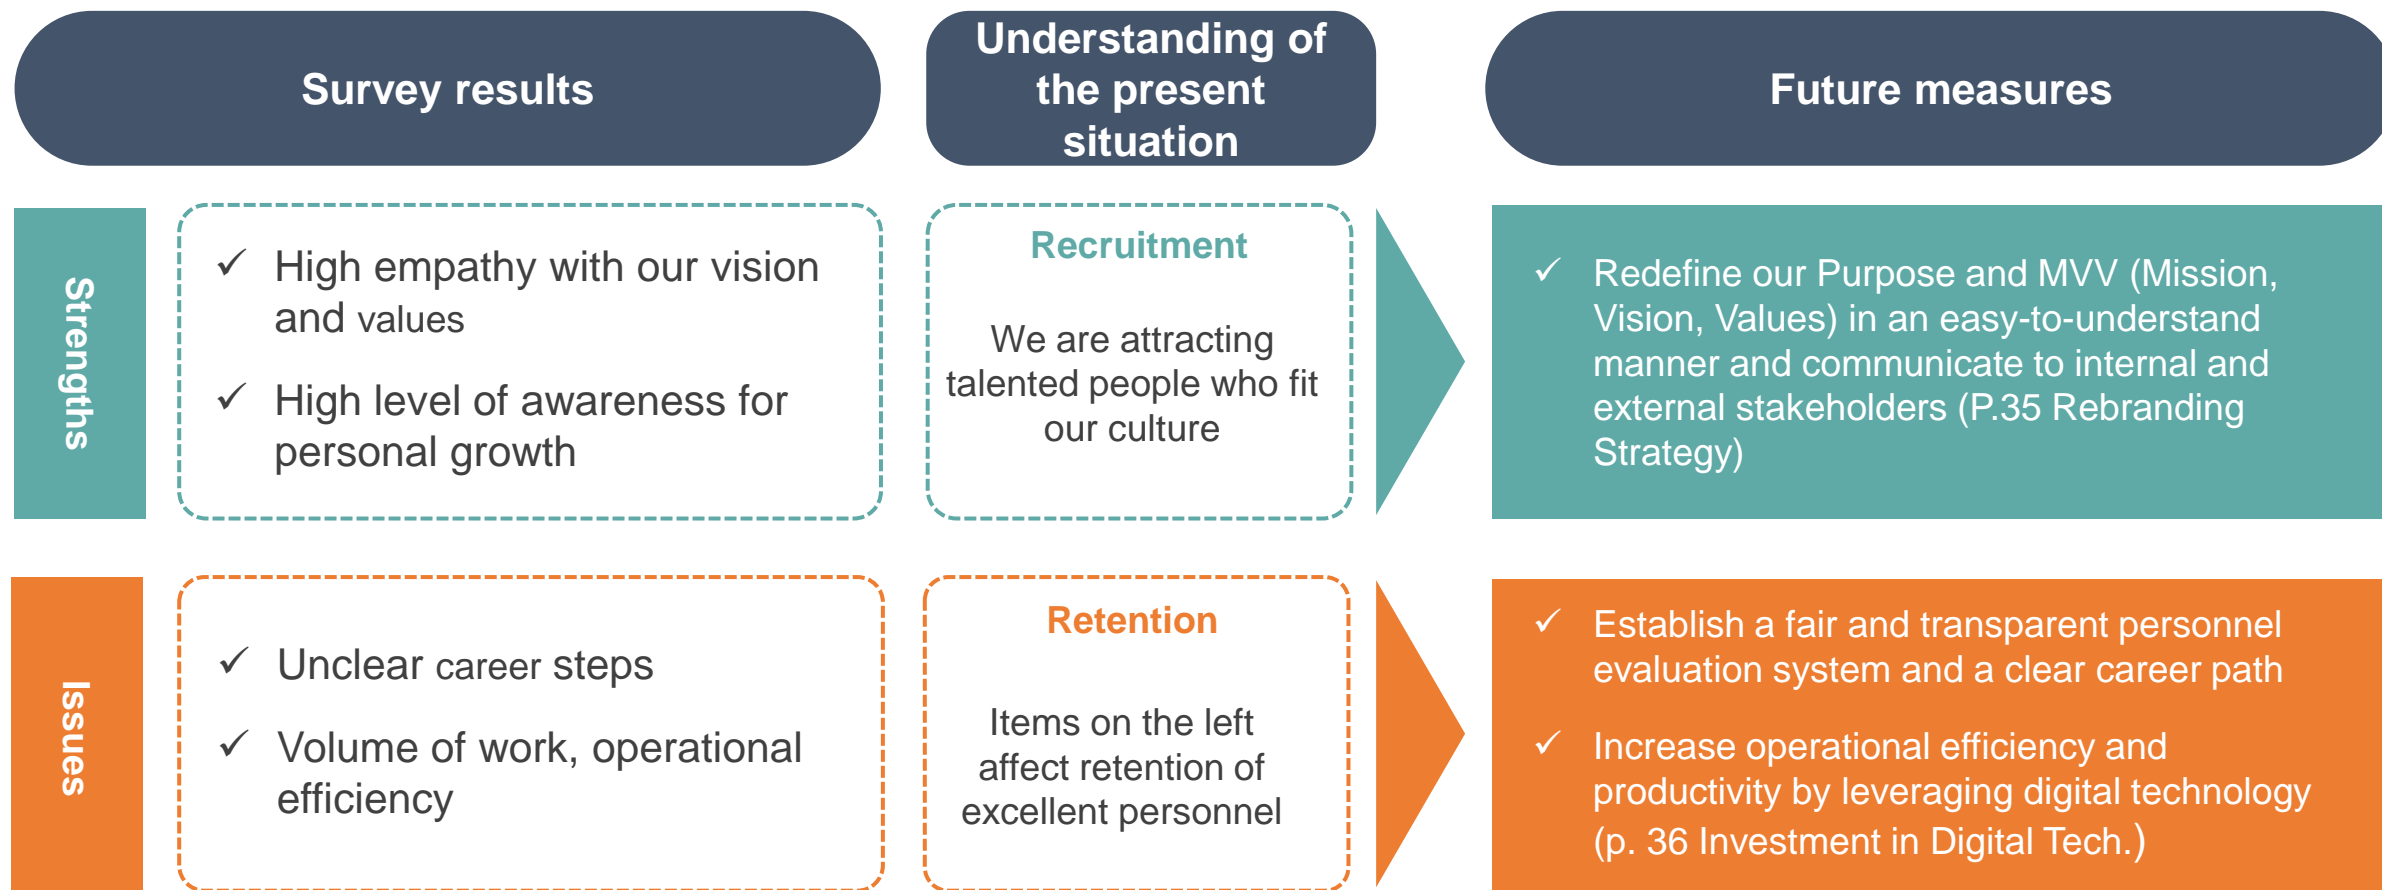 Survey results
Understanding of
the present
situation
Future measures
Strengths
✓ High empathy with our vision
and values
✓ High level of awareness for
personal growth
Recruitment
We are attracting
talented people who fit
our culture
✓ Redefine our Purpose and MVV (Mission,
Vision, Values) in an easy-to-understand
manner and communicate to internal and
external stakeholders (P.35 Rebranding
Strategy)
Issues
✓ Unclear career steps
✓ Volume of work, operational
efficiency
Retention
Items on the left
affect retention of
excellent personnel
✓ Establish a fair and transparent personnel
evaluation system and a clear career path
✓ Increase operational efficiency and
productivity by leveraging digital technology
(p. 36 Investment in Digital Tech.)